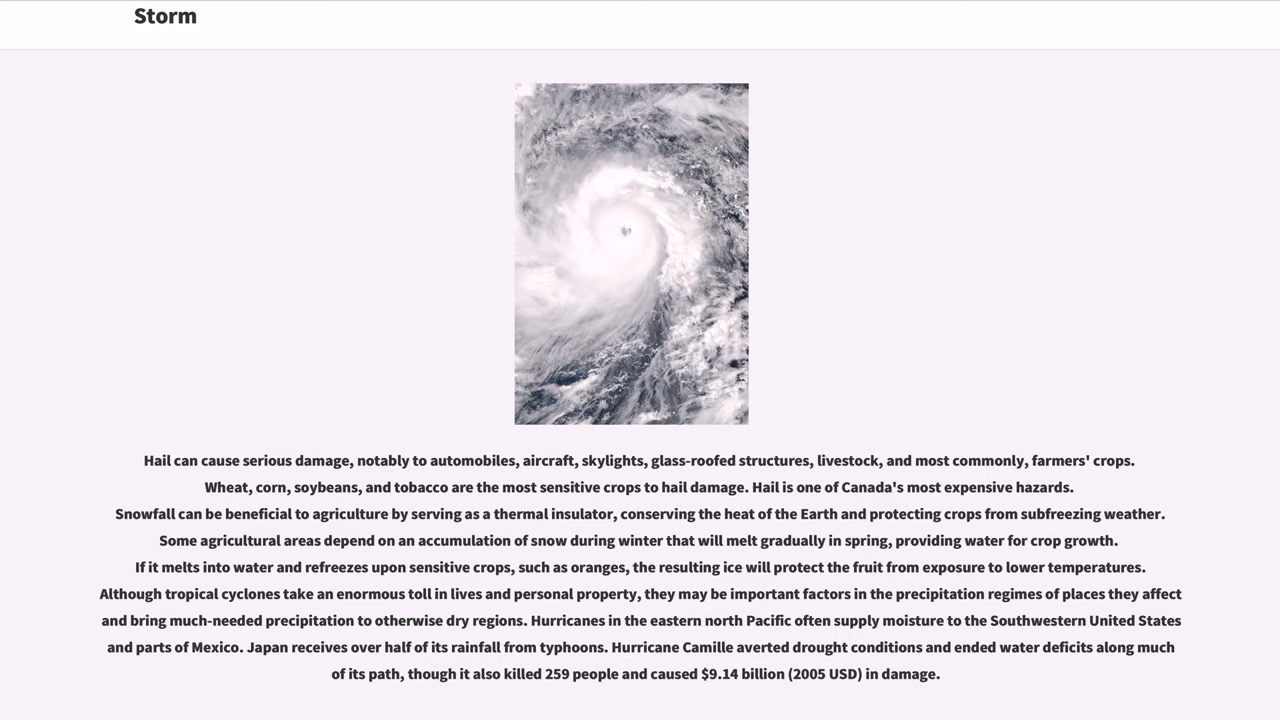 Storm
Hail can cause serious damage, notably to automobiles, aircraft, skylights, glass-roofed structures, livestock, and most commonly, farmers' crops.
Wheat, corn, soybeans, and tobacco are the most sensitive crops to hail damage. Hail is one of Canada's most expensive hazards.
Snowfall can be beneficial to agriculture by serving as a thermal insulator, conserving the heat of the Earth and protecting crops from subfreezing weather.
Some agricultural areas depend on an accumulation of snow during winter that will melt gradually in spring, providing water for crop growth.
If it melts into water and refreezes upon sensitive crops, such as oranges, the resulting ice will protect the fruit from exposure to lower temperatures.
Although tropical cyclones take an enormous toll in lives and personal property, they may be important factors in the precipitation regimes of places they affect
and bring much-needed precipitation to otherwise dry regions. Hurricanes in the eastern north Pacific often supply moisture to the Southwestern United States
and parts of Mexico. Japan receives over half of its rainfall from typhoons. Hurricane Camille averted drought conditions and ended water deficits along much
of its path, though it also killed 259 people and caused $9.14 billion (2005 USD) in damage.